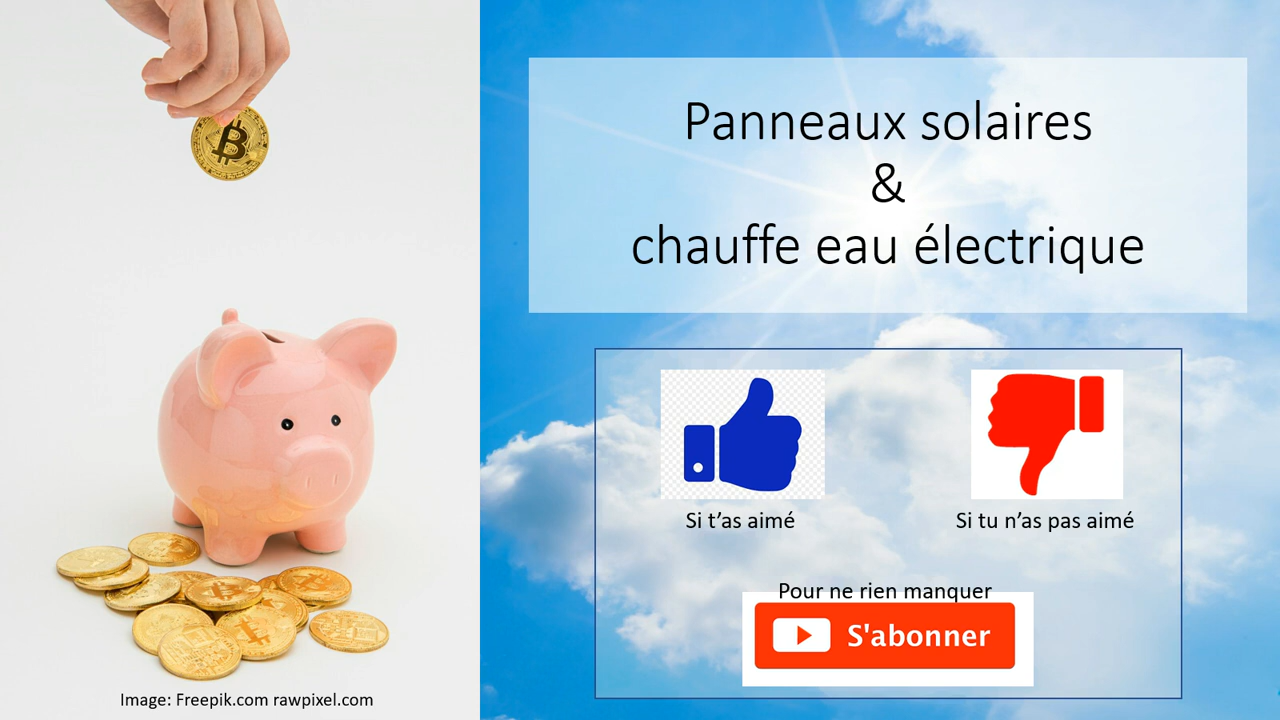 Panneaux solaires
&
chauffe eau électrique
Si t’as aimé
Si tu n’as pas aimé
Pour ne rien manquer
S'abonner
Image: Freepik.com rawpixel.com